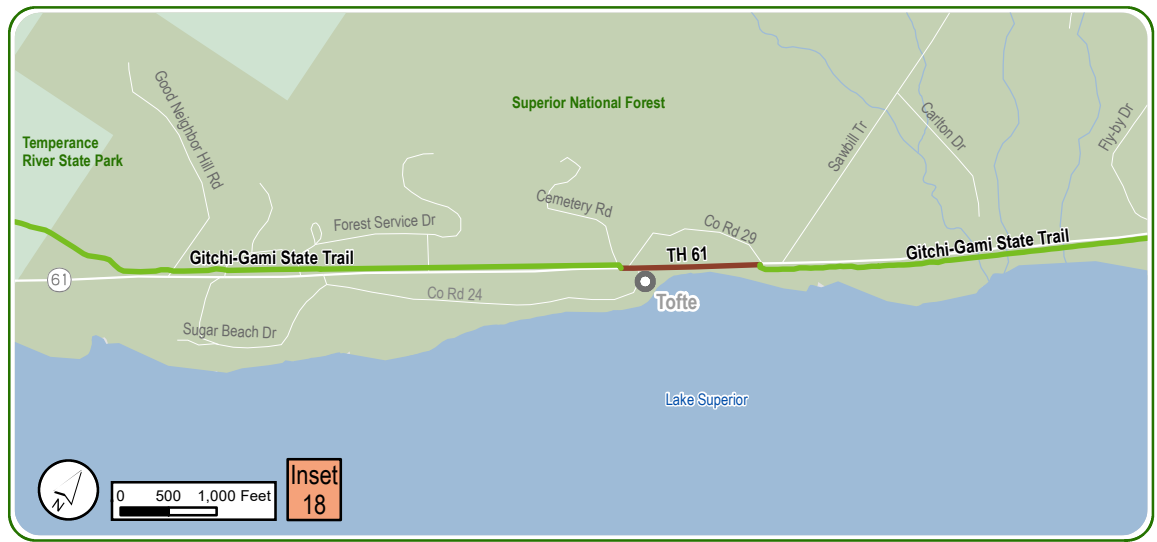 Good Neighbor Hill Rd
Superior National Forest
Temperance
River State Park
Sawbill Tr
Carlton Dr
Fly-by Dr
Cemetery Rd
Forest Service Dr
Co Rd 29
Gitchi-Gami State Trail
TH 61
Gitchi-Gami State Trail
61
Co Rd 24
Tofte
Sugar Beach Dr
Lake Superior
N
0 500 1,000 Feet
Inset
18